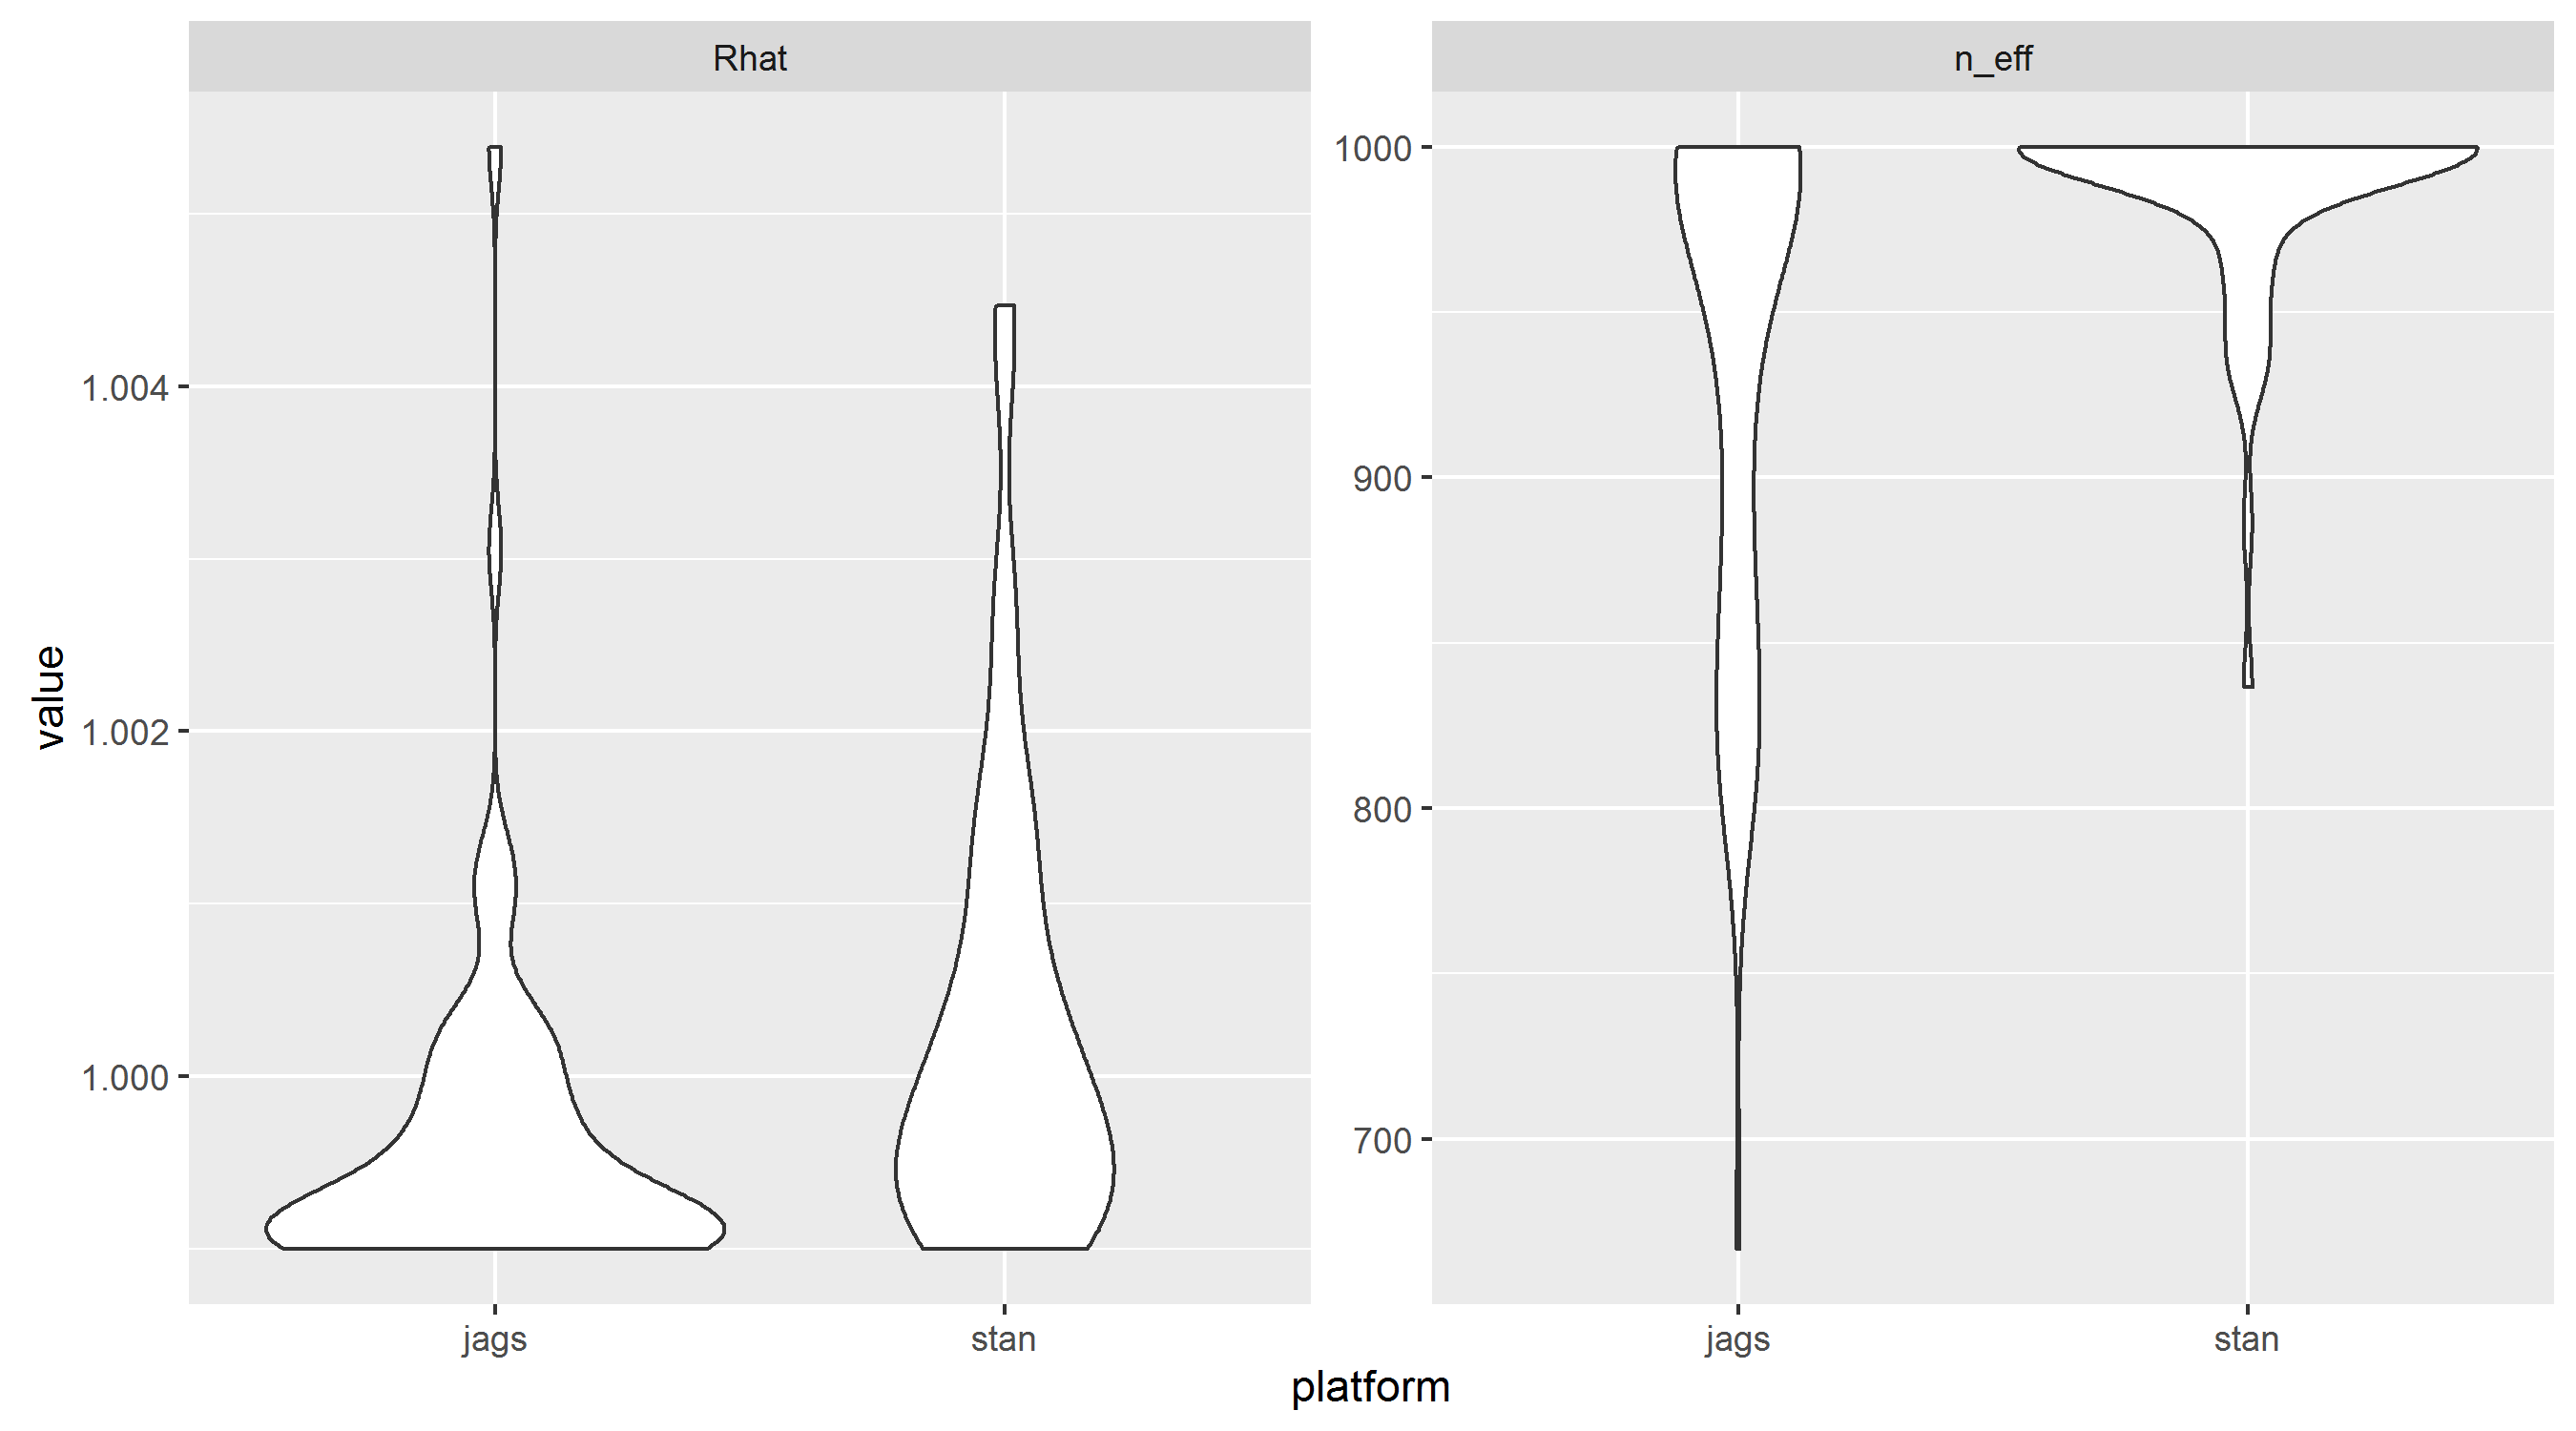 Rhat
n_eff
value
1.004
1.002
1.000
1000
900
800
700
jags
stan
jags
stan
platform